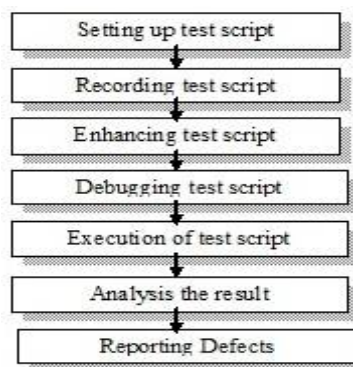 Setting up test script
Recording test script
Enhancing test script
Debugging test script
Execution of test script
Analysis the result
Reporting Defects